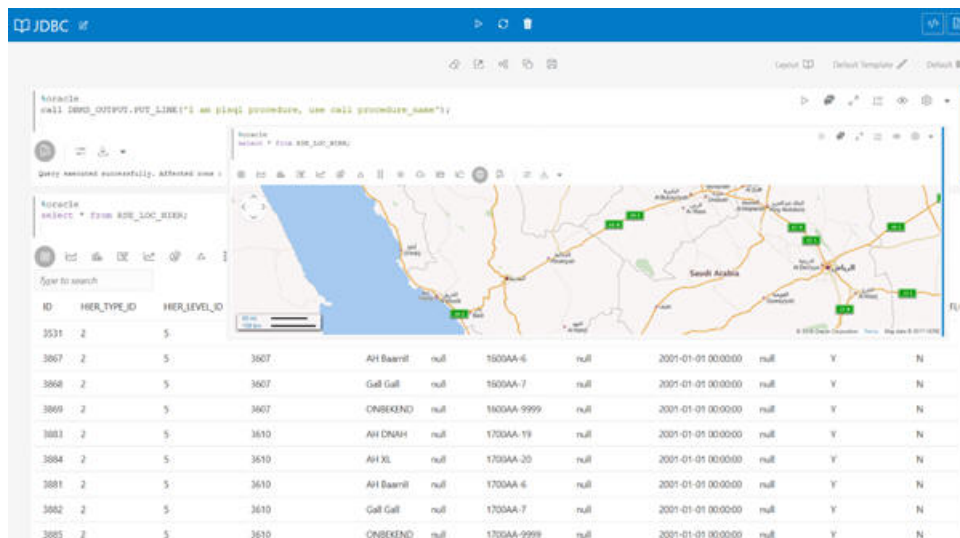 JDBC
Layout Default Template Default
%oracle
call DBMS_OUTPUT.PUT_LINE("I am plsql procedure, use call procedure_name");
Query executed successfully. Affected rows :
%oracle
select * from RSE_LOC_HIER;
Saudi Arabia
الرياض
%oracle
select * from RSE_LOC_HIER;
Type to search
ID HIER_TYPE_ID HIER_LEVEL_ID
3531 2 5
3867 2 5 3607 AH Baarnil null 1600AA-6 null 2001-01-01 00:00:00 null Y N
3868 2 5 3607 Gall Gall null 1600AA-7 null 2001-01-01 00:00:00 null Y N
3869 2 5 3607 ONBEKEND null 1600AA-9999 null 2001-01-01 00:00:00 null Y N
3883 2 5 3610 AH DNAH null 1700AA-19 null 2001-01-01 00:00:00 null Y N
3884 2 5 3610 AH XL null 1700AA-20 null 2001-01-01 00:00:00 null Y N
3881 2 5 3610 AH Baarnil null 1700AA-6 null 2001-01-01 00:00:00 null Y N
3882 2 5 3610 Gall Gall null 1700AA-7 null 2001-01-01 00:00:00 null Y N
3885 2 5 3610 ONBEKEND null 1700AA-9999 null 2001-01-01 00:00:00 null Y N